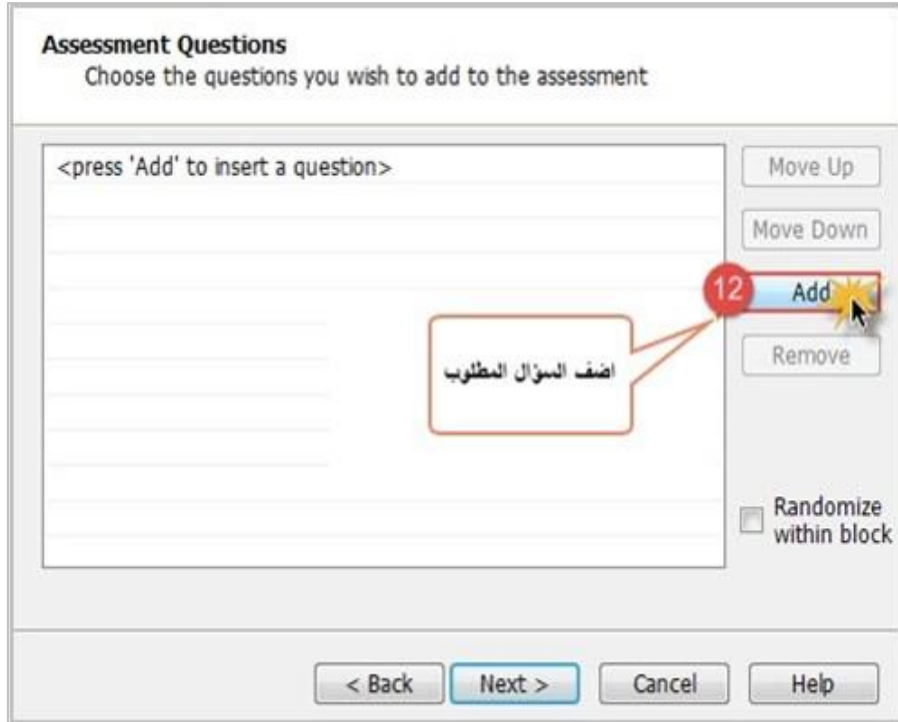 Assessment Questions
Choose the questions you wish to add to the assessment
<press 'Add' to insert a question>
Move Up
Move Down
12
Add
اضف السؤال المطلوب
Remove
Randomize
within block
< Back
Next >
Cancel
Help